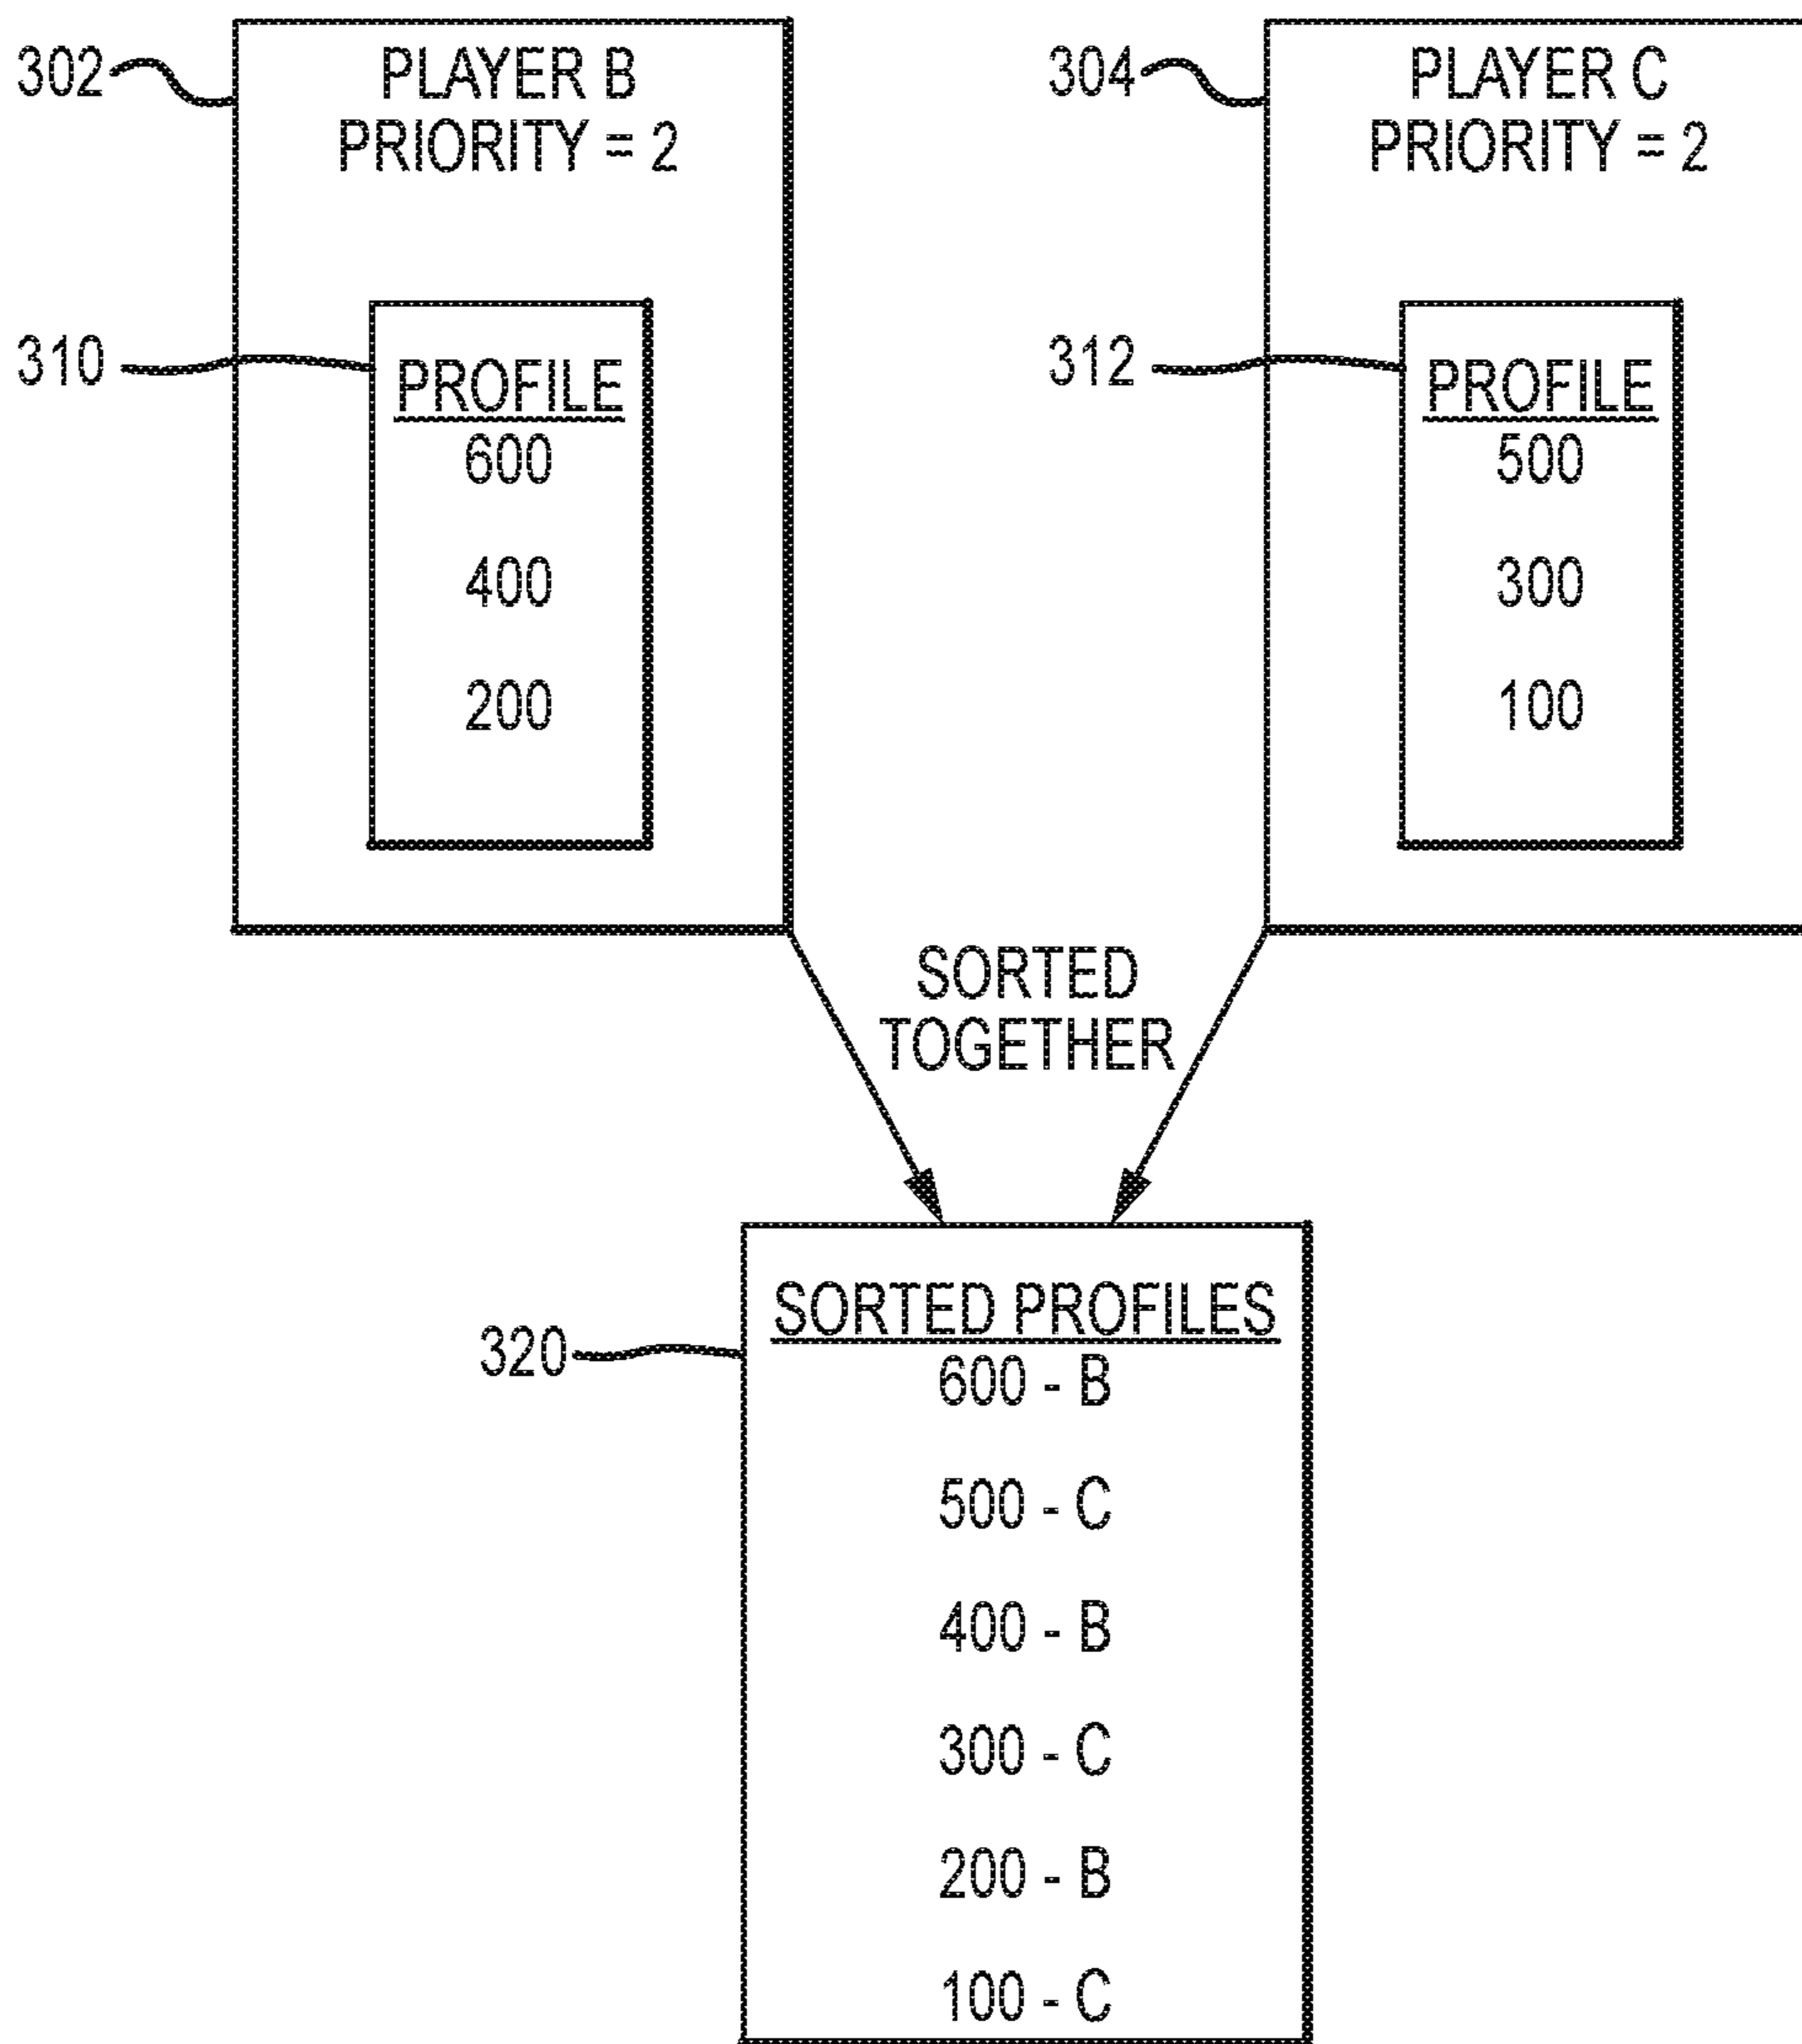 302
PLAYER B
PRIORITY = 2
310
PROFILE
600
400
200
304
PLAYER C
PRIORITY = 2
312
PROFILE
500
300
100
SORTED
TOGETHER
320
SORTED PROFILES
600 - B
500 - C
400 - B
300 - C
200 - B
100 - C